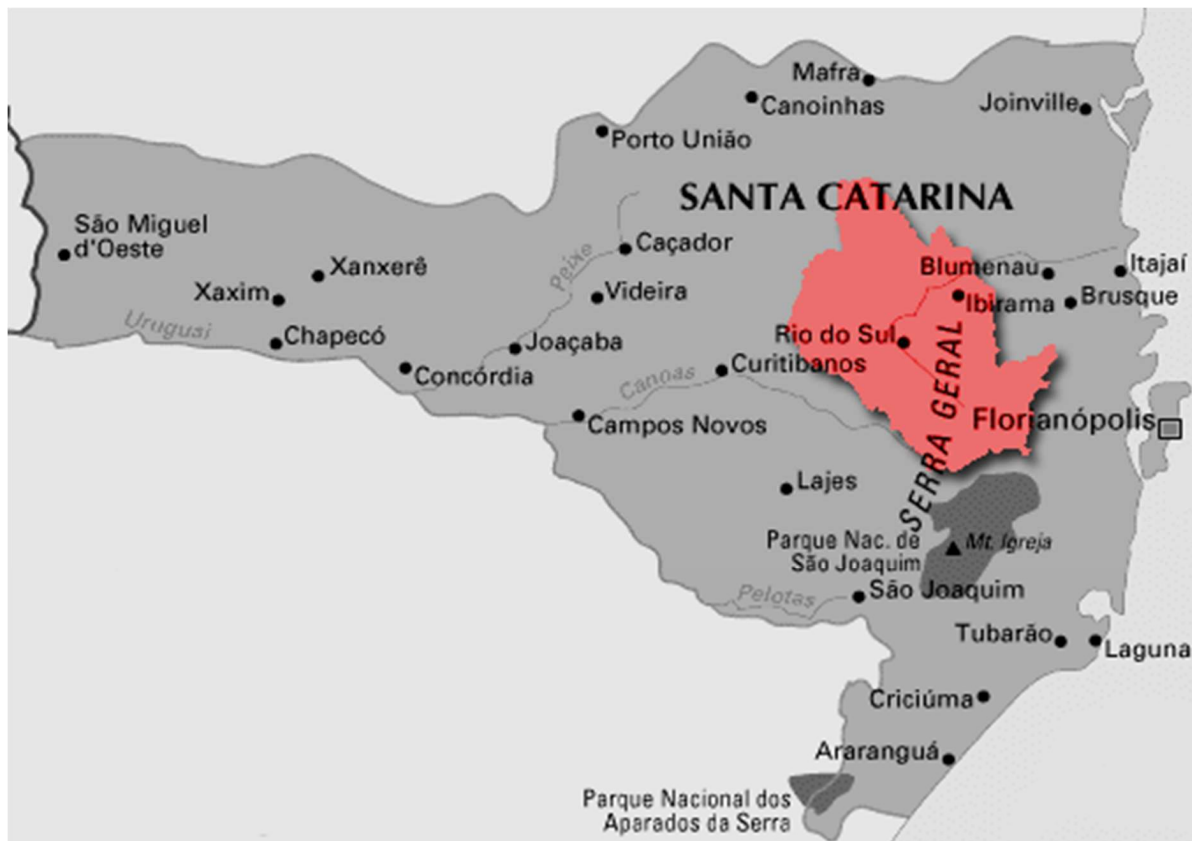 Mafra
Canoinhas
Joinville
Porto União
SANTA CATARINA
São Miguel
d'Oeste
Caçador
Peixe
Xanxerê
Blumenau
Itajaí
Xaxim
Videira
Ibirama
Brusque
Uruguai
Chapecó
Joaçaba
Rio do Sul
Curitibanos
Concórdia
Canoas
SERRA GERAL
Campos Novos
Florianópolis
Lajes
Parque Nac. de
São Joaquim
Mt. Igreja
Pelotas
São Joaquim
Tubarão
Laguna
Criciúma
Araranguá
Parque Nacional dos
Aparados da Serra